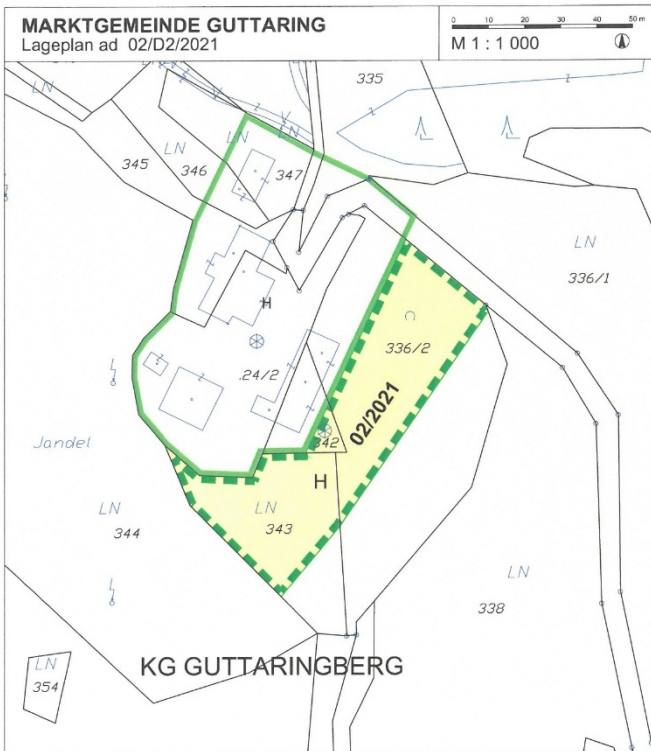 MARKTGEMEINDE GUTTARING
Lageplan ad 02/D2/2021
0 10 20 30 40 50 m
M 1 : 1 000
335
LN
LN
LN
LN
345
346
347
LN
336/1
H
336/2
.24/2
02/2021
342
Jandel
H
LN
LN
343
344
LN
338
KG GUTTARINGBERG
LN
354